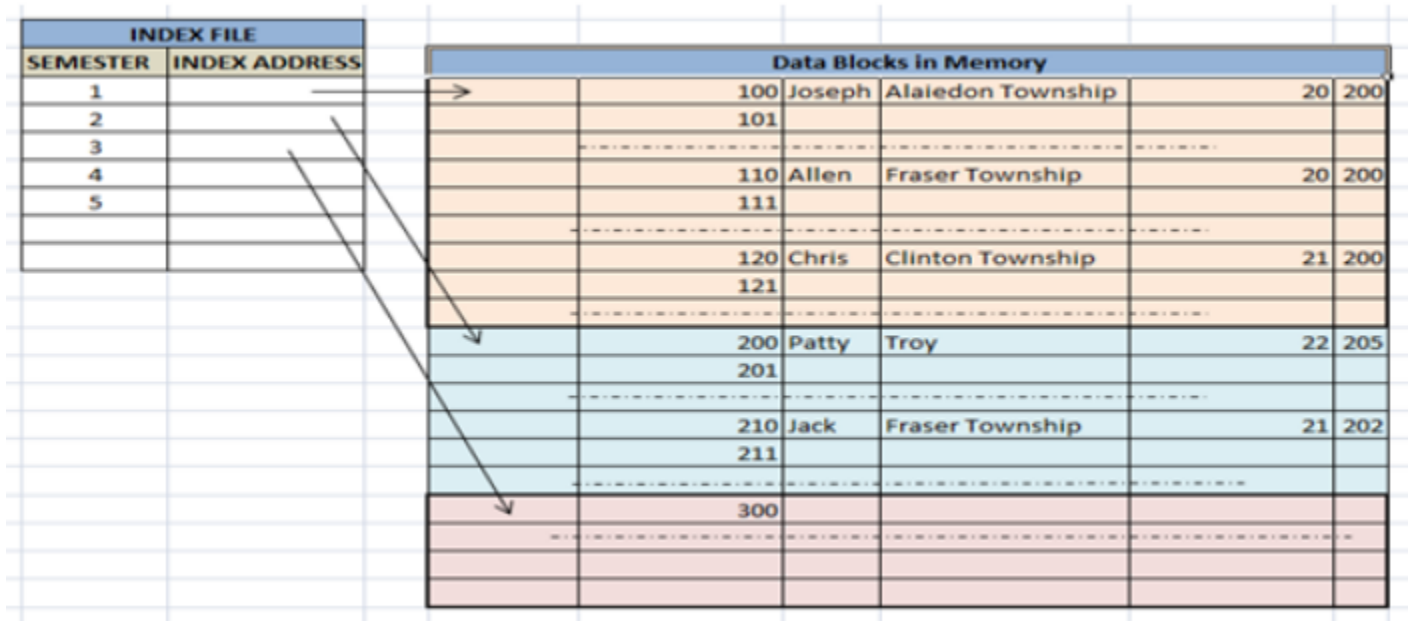 INDEX FILE
SEMESTER INDEX ADDRESS
Data Blocks in Memory
1 100 Joseph Alaiedon Township 20 200
2 101
3
4 110 Allen Fraser Township 20 200
5 111
120 Chris Clinton Township 21 200
121
200 Patty Troy 22 205
201
210 Jack Fraser Township 21 202
211
300